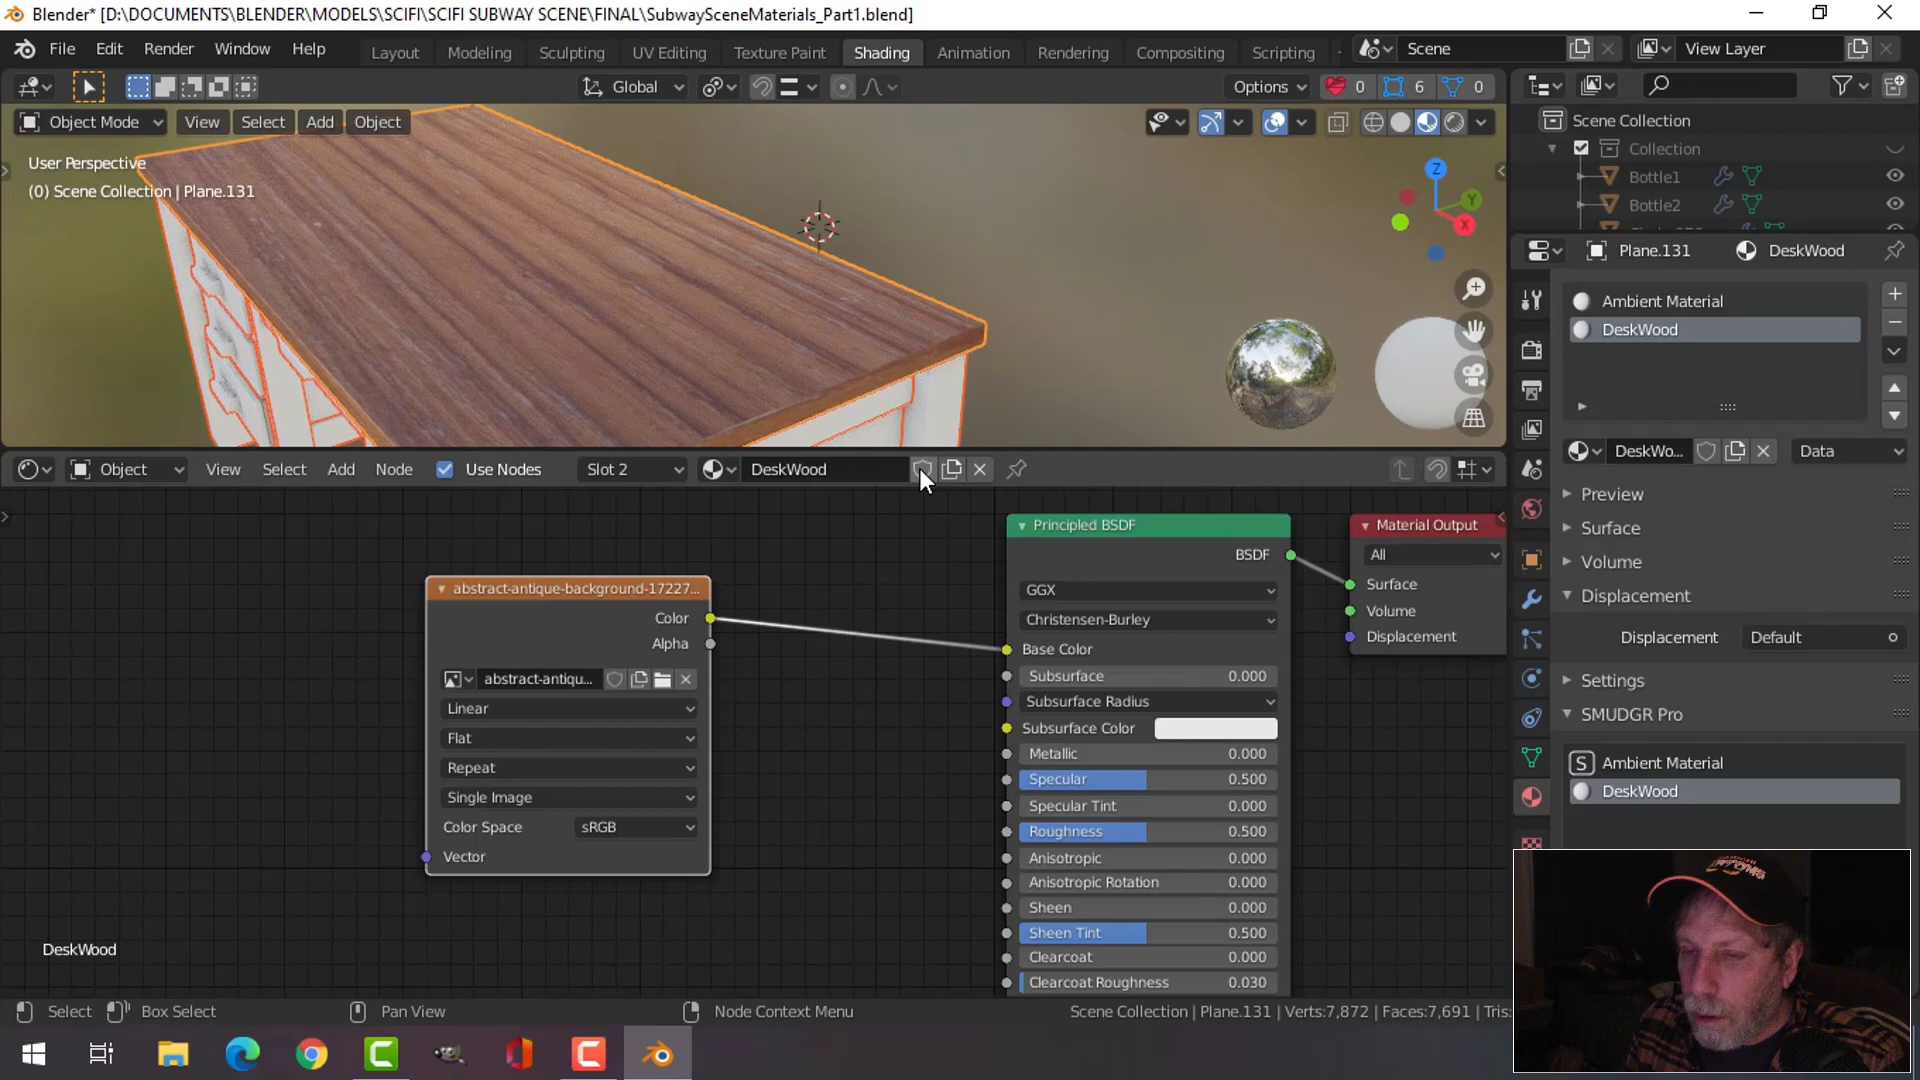 Blender* [D:\DOCUMENTS\BLENDER\MODELS\SCIFI\SCIFI SUBWAY SCENE\FINAL\SubwaySceneMaterials_Part1.blend]
File Edit Render Window Help Layout Modeling Sculpting UV Editing Texture Paint Shading Animation Rendering Compositing Scripting Scene View Layer
Global Options 0 6 0
Object Mode View Select Add Object
Scene Collection
Collection
Bottle1
Bottle2
User Perspective
(0) Scene Collection | Plane.131
Z
Y
X
Plane.131 DeskWood
Ambient Material
DeskWood
DeskWo... Data
Object View Select Add Node Use Nodes Slot 2 DeskWood
Preview
Surface
Volume
Displacement
Displacement Default
Settings
SMUDGR Pro
S Ambient Material
DeskWood
abstract-antique-background-17227...
Color
Alpha
abstract-antiqu...
Linear
Flat
Repeat
Single Image
Color Space sRGB
Vector
Principled BSDF
BSDF
GGX
Christensen-Burley
Base Color
Subsurface 0.000
Subsurface Radius
Subsurface Color
Metallic 0.000
Specular 0.500
Specular Tint 0.000
Roughness 0.500
Anisotropic 0.000
Anisotropic Rotation 0.000
Sheen 0.000
Sheen Tint 0.500
Clearcoat 0.000
Clearcoat Roughness 0.030
Material Output
All
Surface
Volume
Displacement
DeskWood
Select Box Select Pan View Node Context Menu Scene Collection | Plane.131 | Verts:7,872 | Faces:7,691 | Tris: